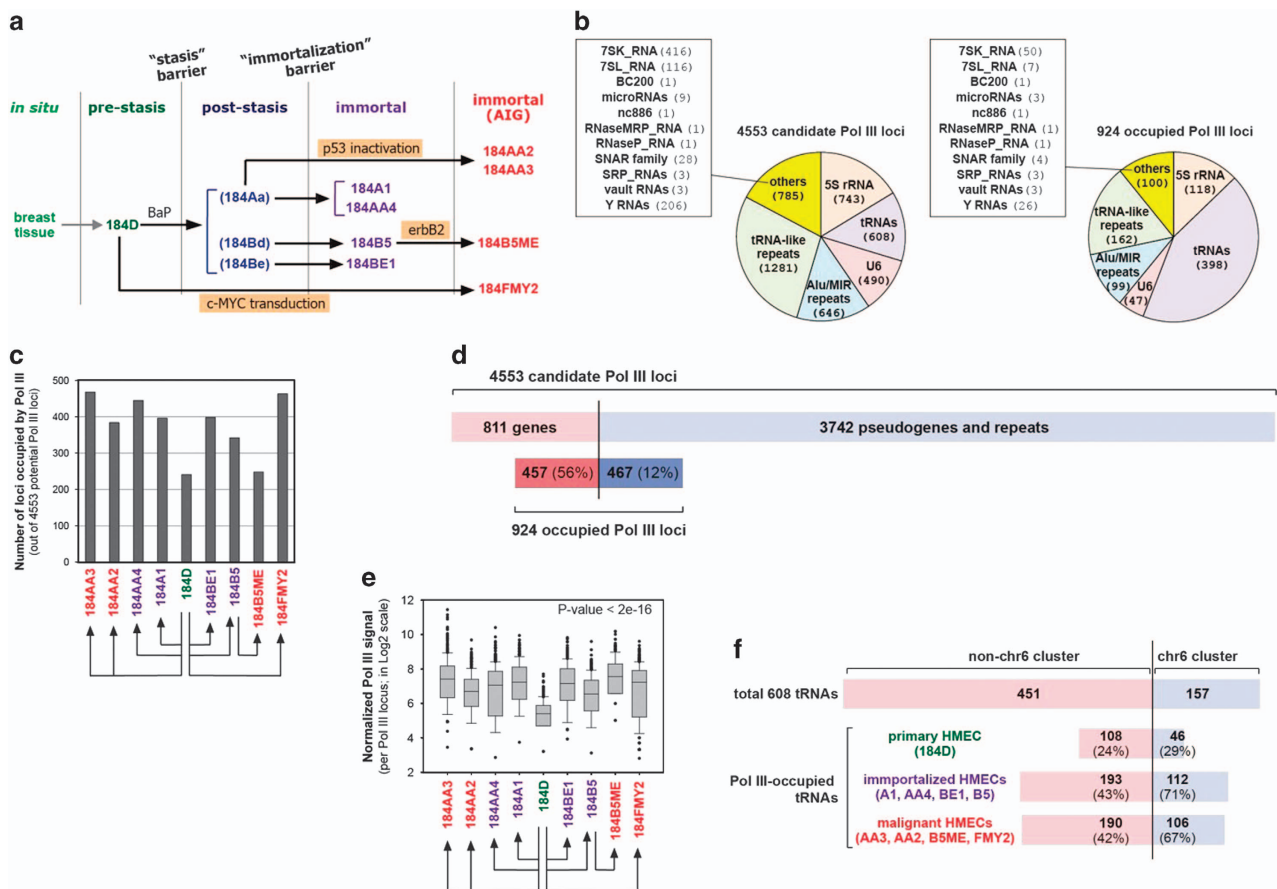 a
"stasis"
barrier
"immortalization"
barrier
in situ
pre-stasis
post-stasis
immortal
immortal
(AIG)
p53 inactivation
184AA2
184AA3
(184Aa)
184A1
184AA4
breast
tissue
184D
BaP
erbB2
(184Bd)
184B5
184B5ME
(184Be)
184BE1
184FMY2
c-MYC transduction
b
7SK_RNA (416)
7SL_RNA (116)
BC200 (1)
microRNAs (9)
nc886 (1)
RNaseMRP_RNA (1)
RNaseP_RNA (1)
SNAR family (28)
SRP_RNAs (3)
vault RNAs (3)
Y RNAs (206)
4553 candidate Pol III loci
others
(785)
5S rRNA
(743)
tRNAs
(608)
U6
(490)
Alu/MIR
repeats
(646)
tRNA-like
repeats
(1281)
7SK_RNA (50)
7SL_RNA (7)
BC200 (1)
microRNAs (3)
nc886 (1)
RNaseMRP_RNA (1)
RNaseP_RNA (1)
SNAR family (4)
SRP_RNAs (3)
vault RNAs (3)
Y RNAs (26)
924 occupied Pol III loci
others
(100)
5S rRNA
(118)
tRNAs
(398)
U6
(47)
Alu/MIR
repeats
(99)
tRNA-like
repeats
(162)
c
Number of loci occupied by Pol III
(out of 4553 potential Pol III loci)
500
400
300
200
100
0
184AA3
184AA2
184AA4
184A1
184D
184BE1
184B5
184B5ME
184FMY2
d
4553 candidate Pol III loci
811 genes
3742 pseudogenes and repeats
457 (56%)
467 (12%)
924 occupied Pol III loci
e
Normalized Pol III signal
(per Pol III locus; in Log2 scale)
P-value < 2e-16
12
10
8
6
4
2
184AA3
184AA2
184AA4
184A1
184D
184BE1
184B5
184B5ME
184FMY2
f
non-chr6 cluster
chr6 cluster
total 608 tRNAs
451
157
Pol III-occupied
tRNAs
primary HMEC
(184D)
108
(24%)
46
(29%)
immportalized HMECs
(A1, AA4, BE1, B5)
193
(43%)
112
(71%)
malignant HMECs
(AA3, AA2, B5ME, FMY2)
190
(42%)
106
(67%)